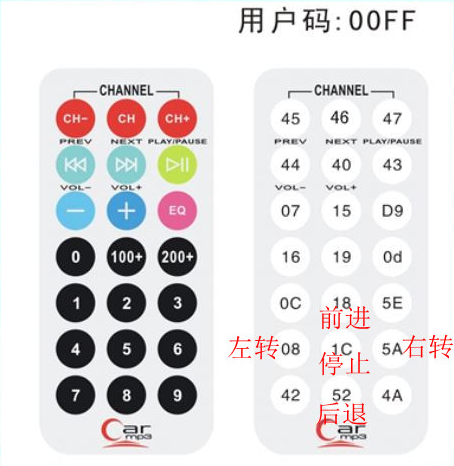 用户码:00FF
CHANNEL
CH- CH CH+
PREV NEXT PLAY/PAUSE
VOL- VOL+
EQ
0 100+ 200+
1 2 3
4 5 6
7 8 9
Car
mp3
CHANNEL
45 46 47
PREV NEXT PLAY/PAUSE
44 40 43
VOL- VOL+
07 15 D9
16 19 0d
0C 18 5E
前进
左转 08 1C 5A 右转
停止
42 52 4A
后退
Car
mp3